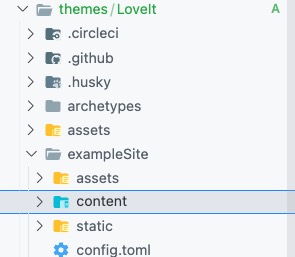 themes/LoveIt A
.circleci
.github
.husky
archetypes
assets
exampleSite
assets
content
static
config.toml